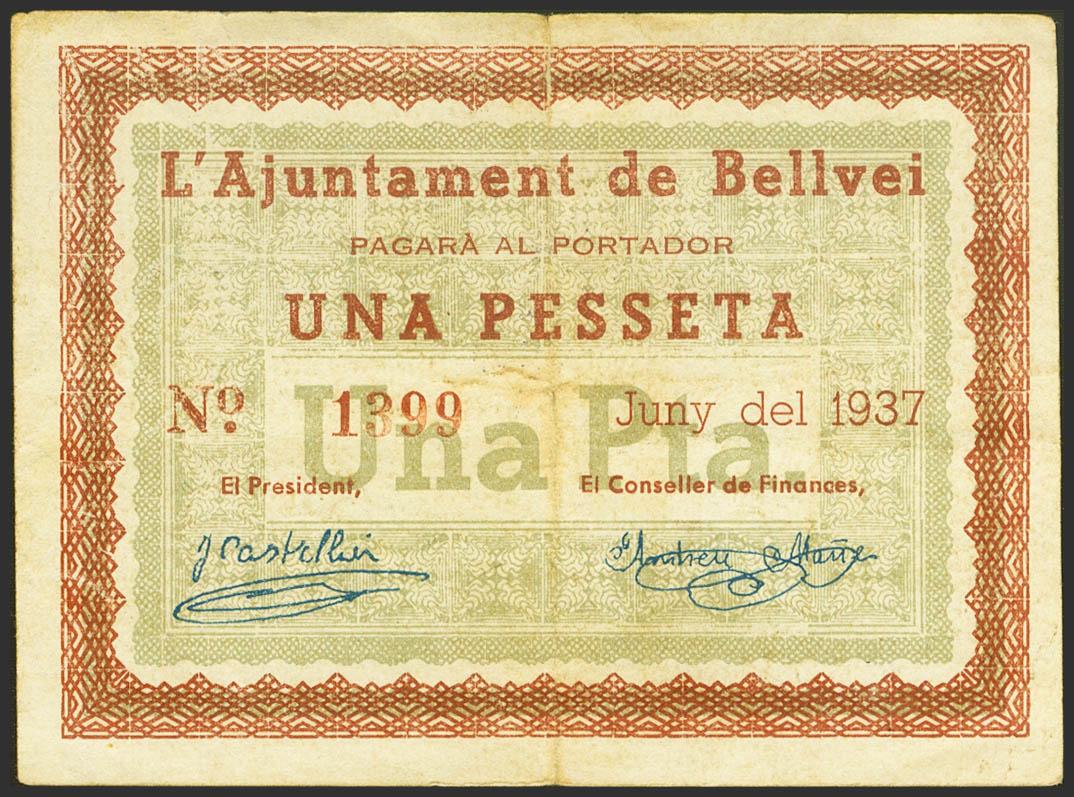 L'Ajuntament de Bellvei
PAGARÀ AL PORTADOR
UNA PESSETA
Nº. 1399 Juny del 1937
Una Pta.
El President, El Conseller de Finances,